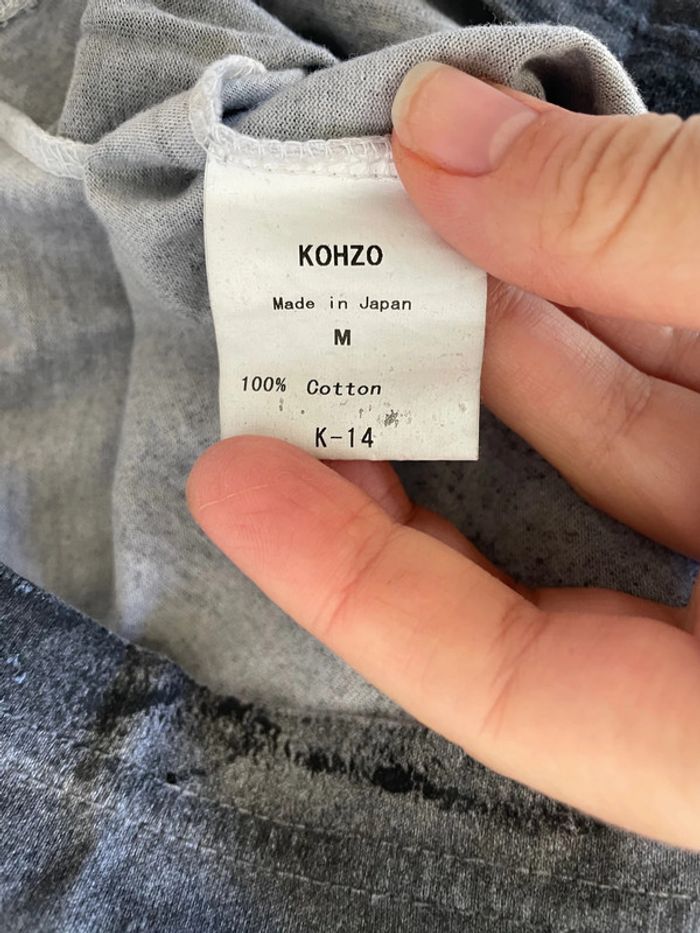 KOHZO
Made in Japan
M
100% Cotton
K-14